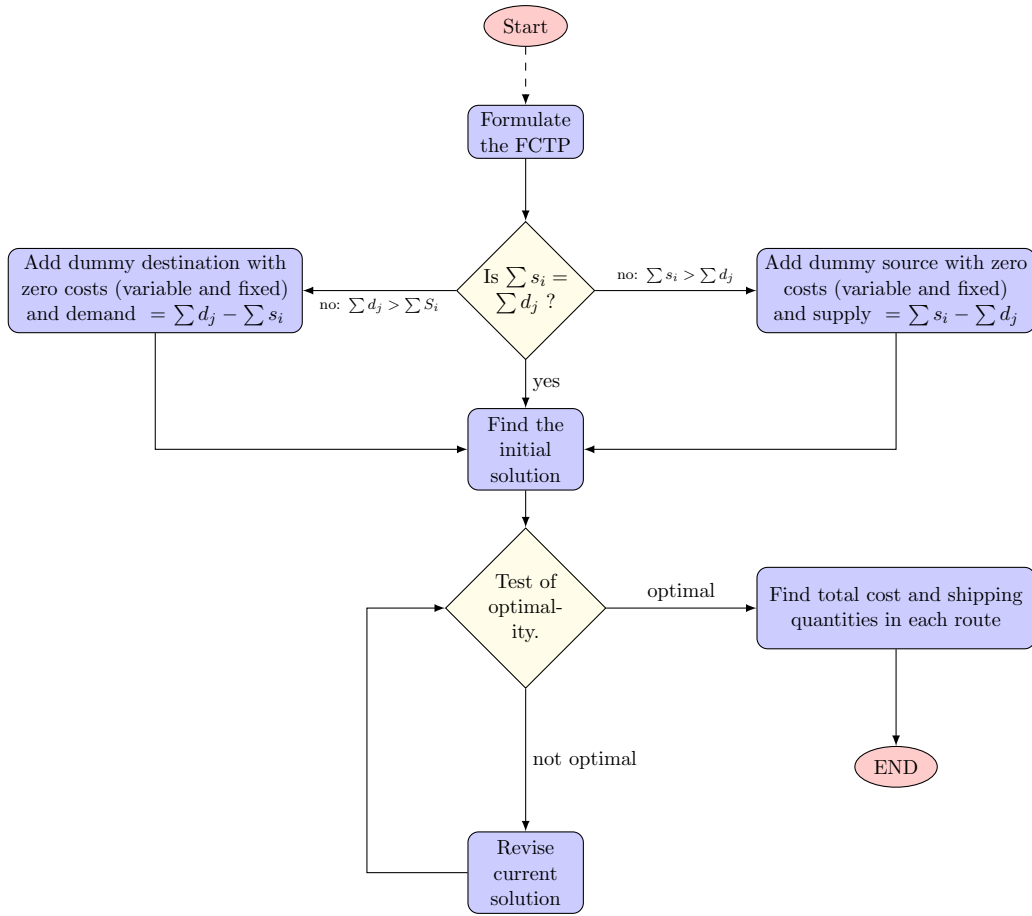 Start
Formulate
the FCTP
Add dummy destination with
zero costs (variable and fixed)
and demand = ∑ d_j − ∑ s_i
no: ∑ d_j > ∑ S_i
Is ∑ s_i =
∑ d_j ?
no: ∑ s_i > ∑ d_j
Add dummy source with zero
costs (variable and fixed)
and supply = ∑ s_i − ∑ d_j
yes
Find the
initial
solution
Test of
optimal-
ity.
optimal
Find total cost and shipping
quantities in each route
not optimal
END
Revise
current
solution